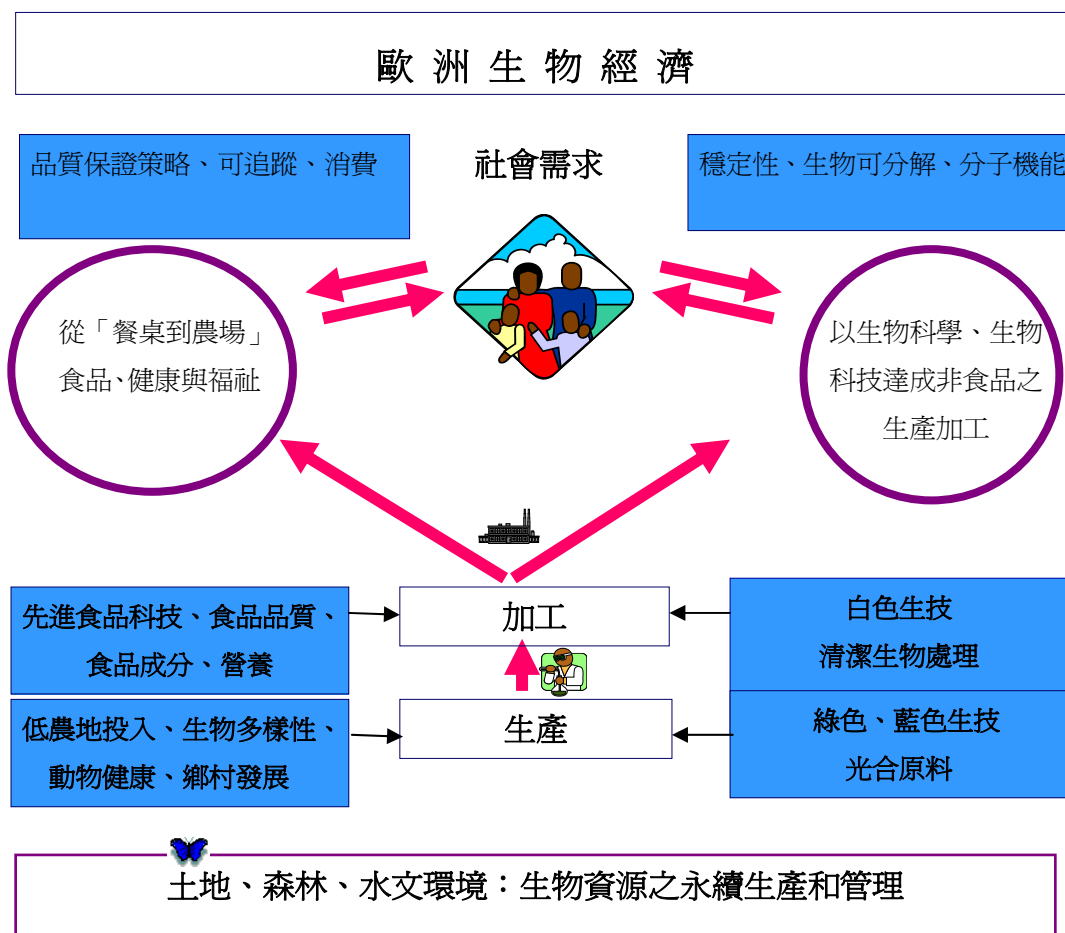 歐洲生物經濟
品質保證策略、可追蹤、消費
社會需求
穩定性、生物可分解、分子機能
從「餐桌到農場」
食品、健康與福祉
以生物科學、生物
科技達成非食品之
生產加工
先進食品科技、食品品質、
食品成分、營養
加工
白色生技
清潔生物處理
低農地投入、生物多樣性、
動物健康、鄉村發展
生產
綠色、藍色生技
光合原料
土地、森林、水文環境：生物資源之永續生產和管理